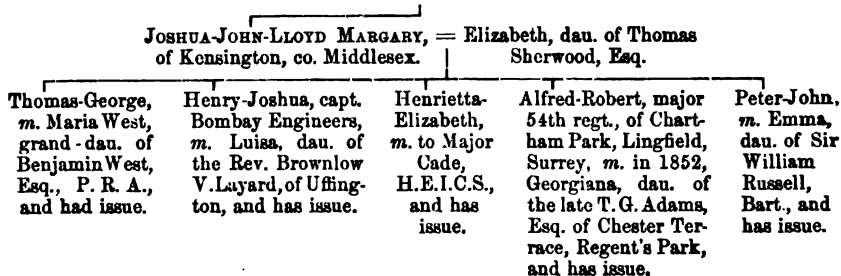 JOSHUA-JOHN-LLOYD MARGARY, = Elizabeth, dau. of Thomas
of Kensington, co. Middlesex. Sherwood, Esq.
Thomas-George,
m. Maria West,
grand-dau. of
Benjamin West,
Esq., P. R. A.,
and had issue.
Henry-Joshua, capt.
Bombay Engineers,
m. Luisa, dau. of
the Rev. Brownlow
V. Layard, of Uffing-
ton, and has issue.
Henrietta-
Elizabeth,
m. to Major
Cade,
H.E.I.C.S.,
and has
issue.
Alfred-Robert, major
54th regt., of Chart-
ham Park, Lingfield,
Surrey, m. in 1852,
Georgiana, dau. of
the late T. G. Adams,
Esq. of Chester Ter-
race, Regent's Park,
and has issue.
Peter-John,
m. Emma,
dau. of Sir
William
Russell,
Bart., and
has issue.